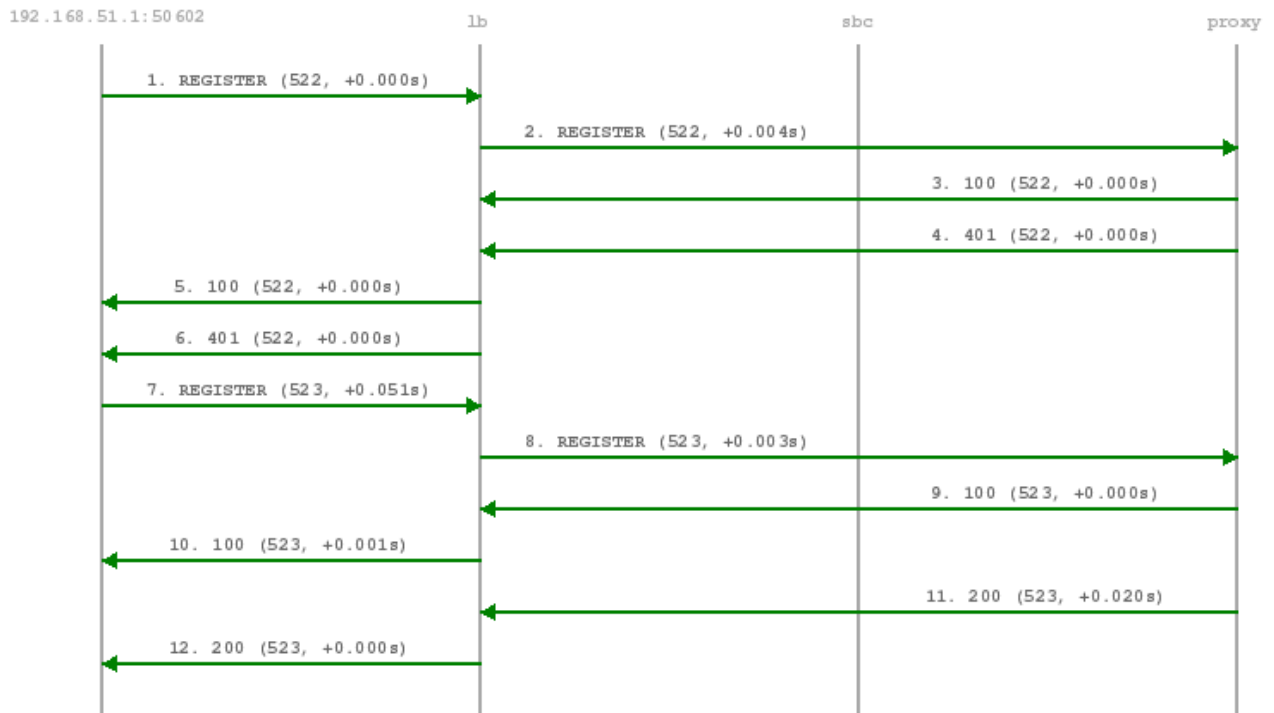 192.168.51.1:50602
lb
sbc
proxy
1. REGISTER (522, +0.000s)
2. REGISTER (522, +0.004s)
3. 100 (522, +0.000s)
4. 401 (522, +0.000s)
5. 100 (522, +0.000s)
6. 401 (522, +0.000s)
7. REGISTER (523, +0.051s)
8. REGISTER (523, +0.003s)
9. 100 (523, +0.000s)
10. 100 (523, +0.001s)
11. 200 (523, +0.020s)
12. 200 (523, +0.000s)